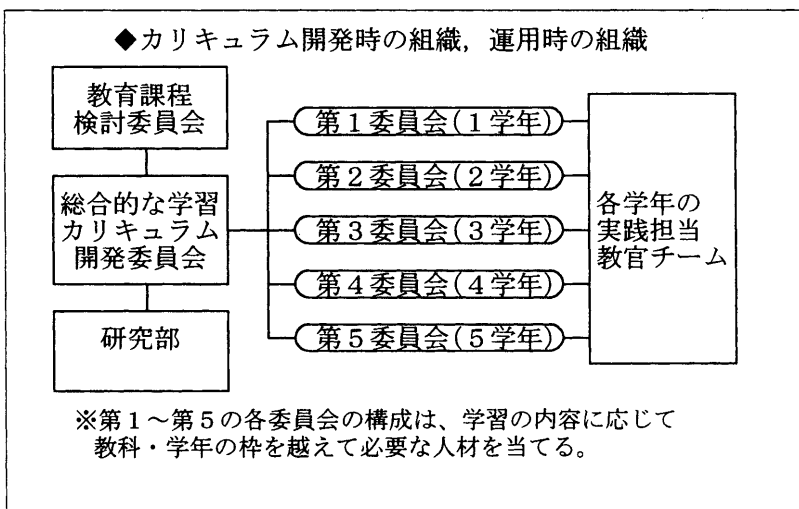 ◆カリキュラム開発時の組織，運用時の組織
教育課程
検討委員会
総合的な学習
カリキュラム
開発委員会
研究部
第１委員会(１学年)
第２委員会(２学年)
第３委員会(３学年)
第４委員会(４学年)
第５委員会(５学年)
各学年の
実践担当
教官チーム
※第１～第５の各委員会の構成は、学習の内容に応じて
教科・学年の枠を越えて必要な人材を当てる。